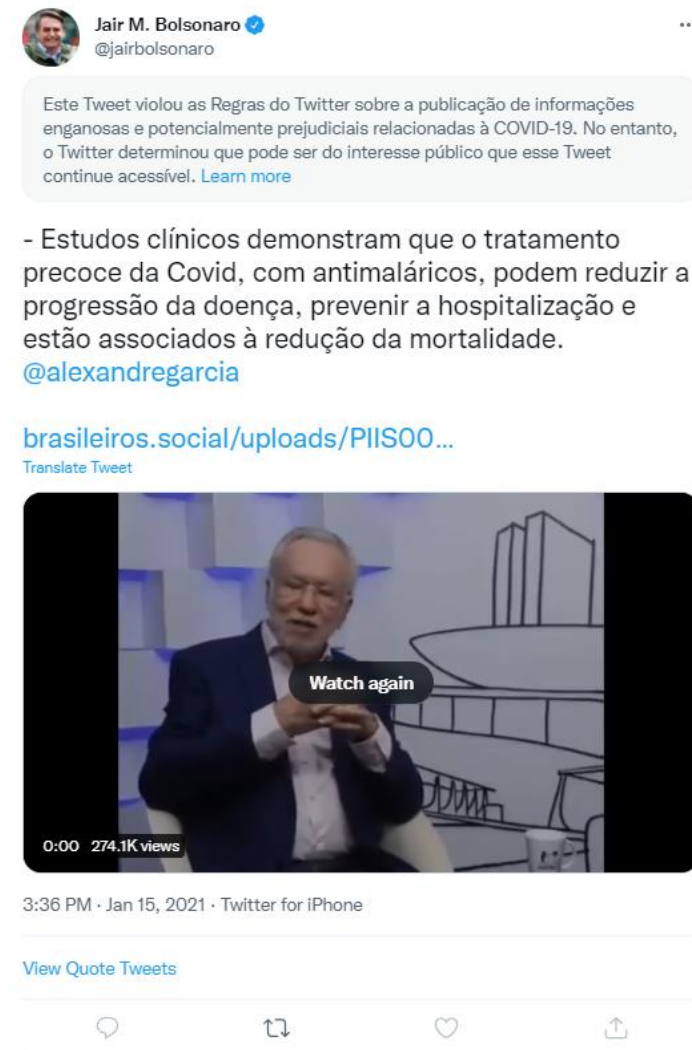 Jair M. Bolsonaro
@jairbolsonaro
Este Tweet violou as Regras do Twitter sobre a publicação de informações
enganosas e potencialmente prejudiciais relacionadas à COVID-19. No entanto,
o Twitter determinou que pode ser do interesse público que esse Tweet
continue acessível. Learn more
- Estudos clínicos demonstram que o tratamento
precoce da Covid, com antimaláricos, podem reduzir a
progressão da doença, prevenir a hospitalização e
estão associados à redução da mortalidade.
@alexandregarcia
brasileiros.social/uploads/PIIS00...
Translate Tweet
Watch again
0:00 274.1K views
3:36 PM · Jan 15, 2021 · Twitter for iPhone
View Quote Tweets